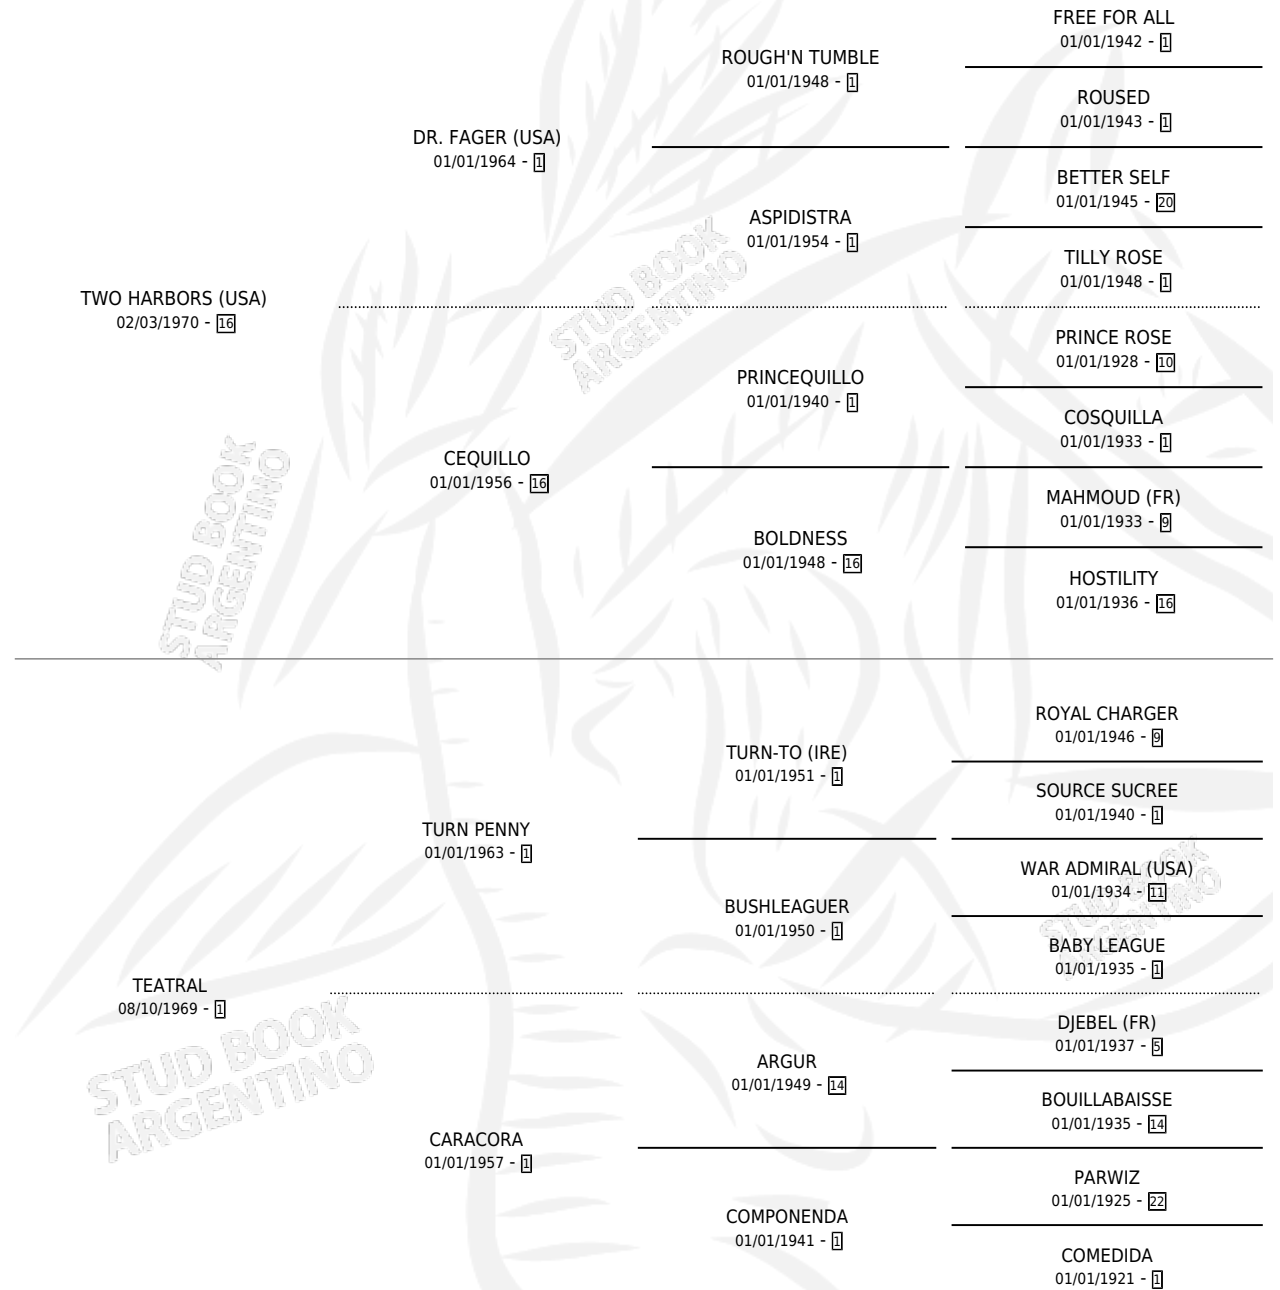 FREE FOR ALL
01/01/1942 - 1
ROUGH'N TUMBLE
01/01/1948 - 1
ROUSED
01/01/1943 - 1
DR. FAGER (USA)
01/01/1964 - 1
BETTER SELF
01/01/1945 - 20
ASPIDISTRA
01/01/1954 - 1
TILLY ROSE
01/01/1948 - 1
TWO HARBORS (USA)
02/03/1970 - 16
PRINCE ROSE
01/01/1928 - 10
PRINCEQUILLO
01/01/1940 - 1
COSQUILLA
01/01/1933 - 1
CEQUILLO
01/01/1956 - 16
MAHMOUD (FR)
01/01/1933 - 9
BOLDNESS
01/01/1948 - 16
HOSTILITY
01/01/1936 - 16
ROYAL CHARGER
01/01/1946 - 9
TURN-TO (IRE)
01/01/1951 - 1
SOURCE SUCREE
01/01/1940 - 1
TURN PENNY
01/01/1963 - 1
WAR ADMIRAL (USA)
01/01/1934 - 11
BUSHLEAGUER
01/01/1950 - 1
BABY LEAGUE
01/01/1935 - 1
TEATRAL
08/10/1969 - 1
DJEBEL (FR)
01/01/1937 - 5
ARGUR
01/01/1949 - 14
BOUILLABAISSE
01/01/1935 - 14
CARACORA
01/01/1957 - 1
PARWIZ
01/01/1925 - 22
COMPONENDA
01/01/1941 - 1
COMEDIDA
01/01/1921 - 1
STUD BOOK
ARGENTINO
STUD BOOK
ARGENTINO
STUD BOOK
ARGENTINO
STUD BOOK
ARGENTINO